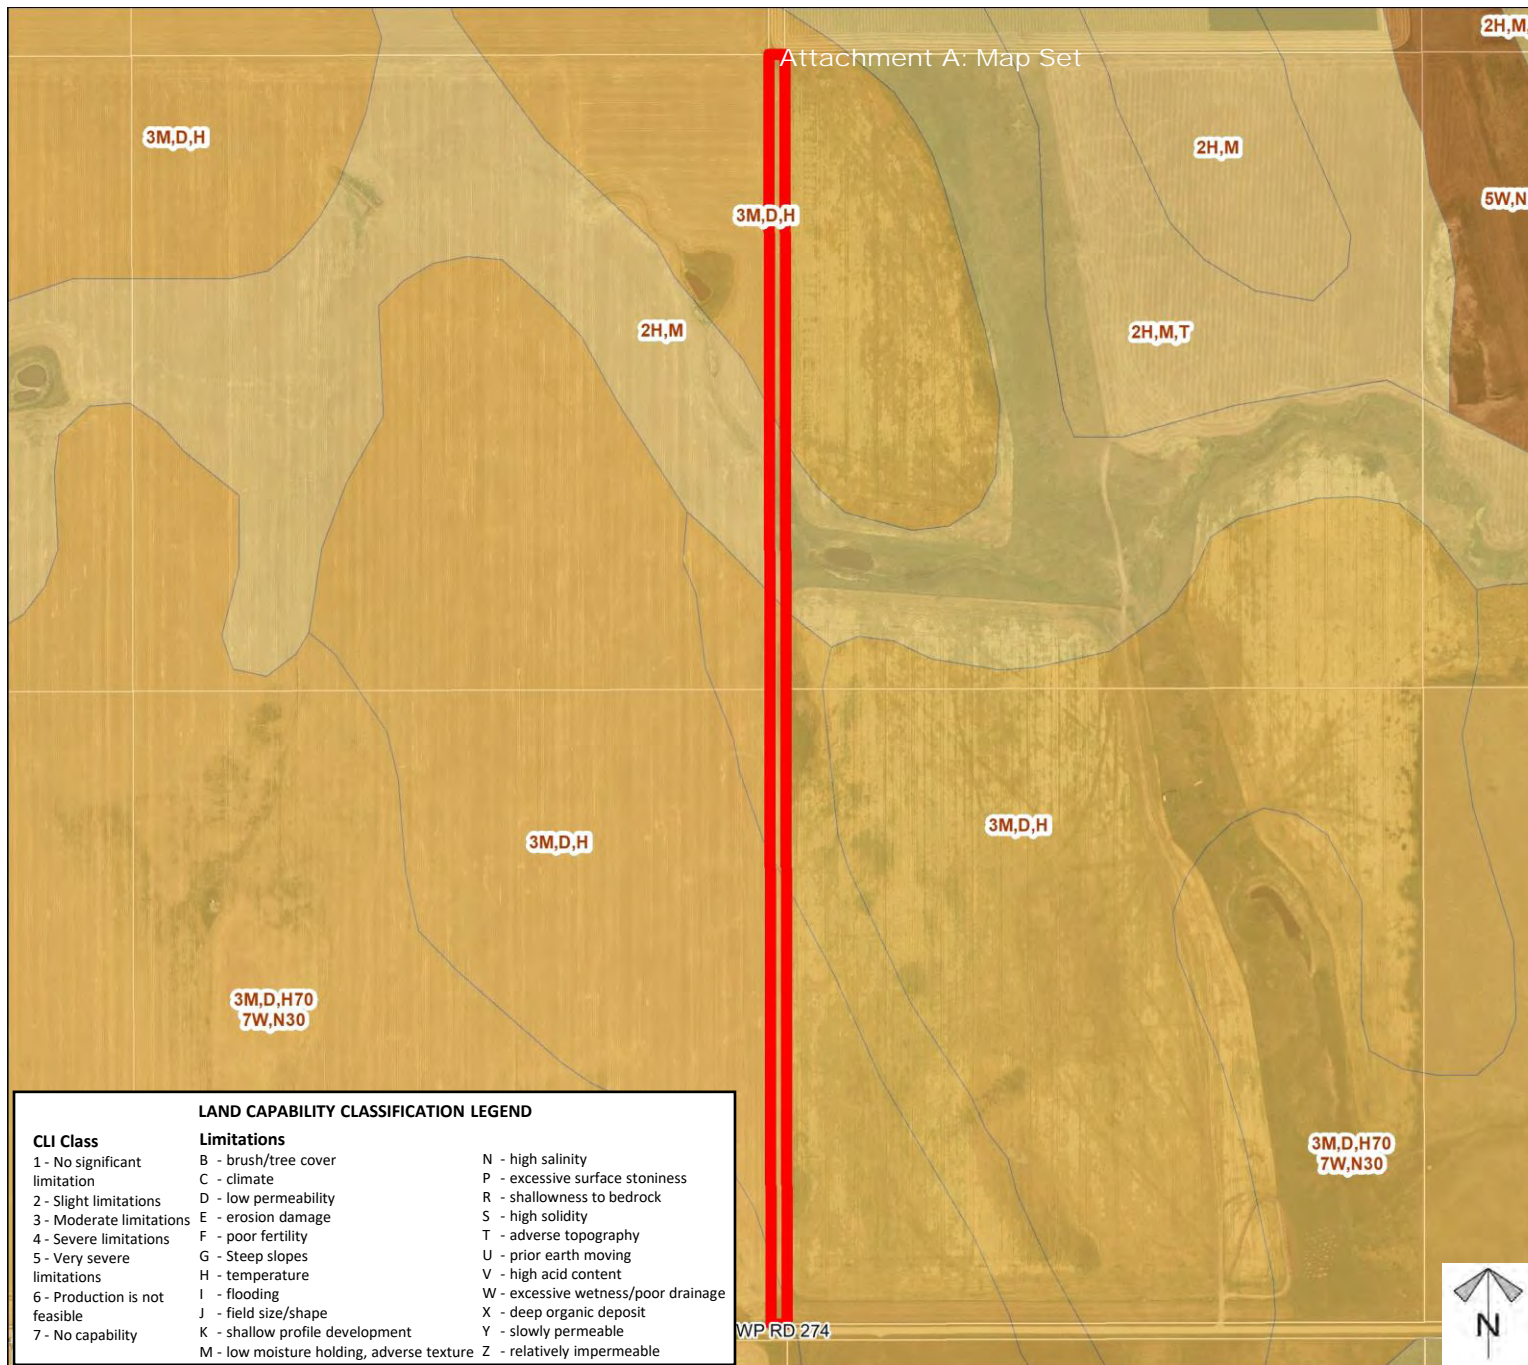 2H,M,
Attachment A: Map Set
3M,D,H
2H,M
5W,N
3M,D,H
2H,M
2H,M,T
3M,D,H
3M,D,H
3M,D,H70
7W,N30
3M,D,H70
7W,N30
LAND CAPABILITY CLASSIFICATION LEGEND
CLI Class
1 - No significant
limitation
2 - Slight limitations
3 - Moderate limitations
4 - Severe limitations
5 - Very severe
limitations
6 - Production is not
feasible
7 - No capability
Limitations
B - brush/tree cover
C - climate
D - low permeability
E - erosion damage
F - poor fertility
G - Steep slopes
H - temperature
I - flooding
J - field size/shape
K - shallow profile development
M - low moisture holding, adverse texture
N - high salinity
P - excessive surface stoniness
R - shallowness to bedrock
S - high solidity
T - adverse topography
U - prior earth moving
V - high acid content
W - excessive wetness/poor drainage
X - deep organic deposit
Y - slowly permeable
Z - relatively impermeable
WP RD 274
N